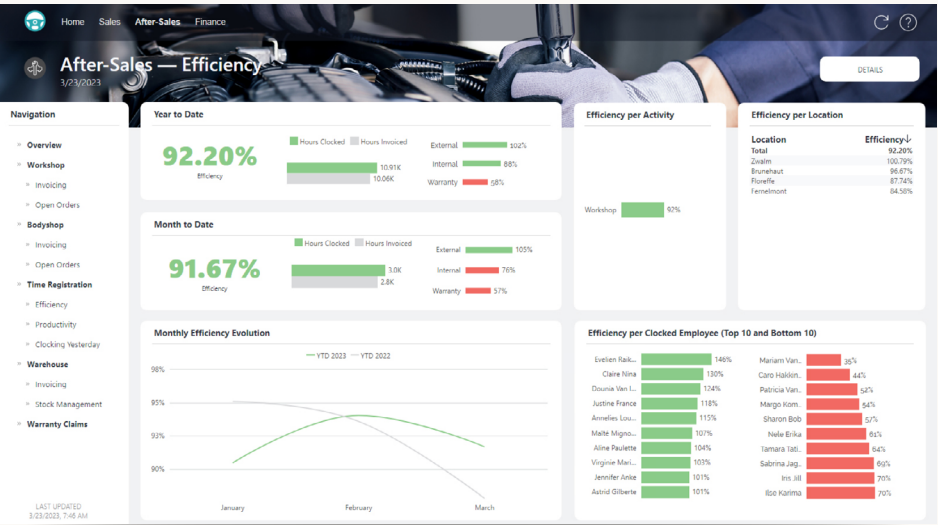 Home Sales After-Sales Finance
After-Sales — Efficiency
3/23/2023
DETAILS
Navigation
Overview
Workshop
Invoicing
Open Orders
Bodyshop
Invoicing
Open Orders
Time Registration
Efficiency
Productivity
Clocking Yesterday
Warehouse
Invoicing
Stock Management
Warranty Claims
LAST UPDATED
3/23/2023, 7:46 AM
Year to Date
92.20%
Efficiency
Hours Clocked Hours Invoiced
10.91K
10.06K
External 102%
Internal 88%
Warranty 58%
Month to Date
91.67%
Efficiency
Hours Clocked Hours Invoiced
3.0K
2.8K
External 105%
Internal 76%
Warranty 57%
Efficiency per Activity
Workshop 92%
Efficiency per Location
Location Efficiency↓
Total 92.20%
Zwalm 100.79%
Brunehaut 96.67%
Floreffe 87.74%
Fernelmont 84.58%
Monthly Efficiency Evolution
YTD 2023 YTD 2022
98%
95%
93%
90%
January February March
Efficiency per Clocked Employee (Top 10 and Bottom 10)
Evelien Raik... 146%
Claire Nina 130%
Dounia Van I... 124%
Justine France 118%
Annelies Lou... 115%
Maïté Migno... 107%
Aline Paulette 104%
Virginie Mari... 103%
Jennifer Anke 101%
Astrid Gilberte 101%
Mariam Van.. 35%
Caro Hakkin.. 44%
Patricia Van.. 52%
Margo Kom.. 54%
Sharon Bob 57%
Nele Erika 61%
Tamara Tati.. 64%
Sabrina Jag.. 69%
Ins Jill 70%
Ilse Karima 70%